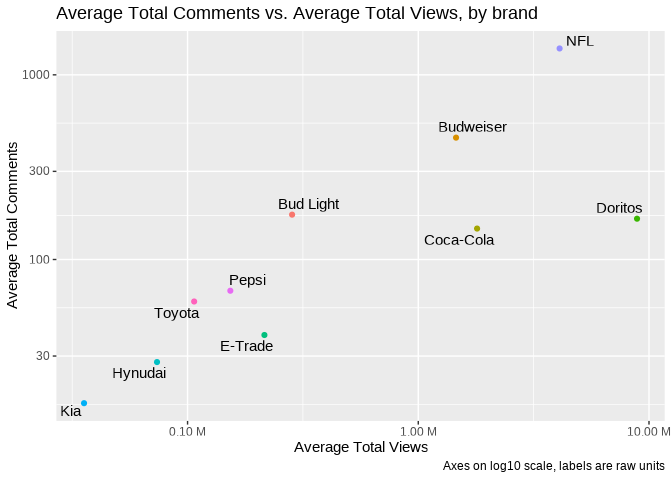 Average Total Comments vs. Average Total Views, by brand
NFL
1000
Budweiser
300
Bud Light
Doritos
Coca-Cola
100
Pepsi
Toyota
E-Trade
30
Hynudai
Kia
0.10 M
1.00 M
10.00 M
Average Total Comments
Average Total Views
Axes on log10 scale, labels are raw units